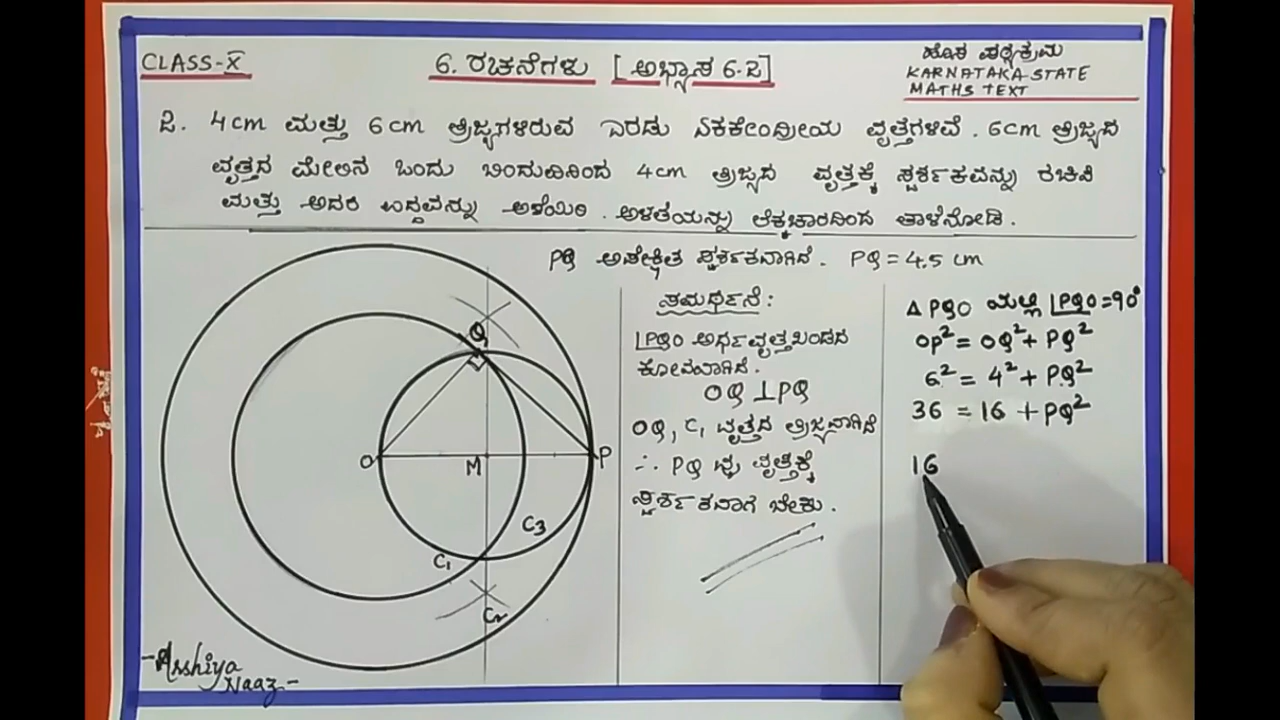 CLASS-X
6. ರಚನೆಗಳು [ಅಭ್ಯಾಸ 6.2]
ಹೊಸ ಪಠ್ಯಕ್ರಮ
KARNATAKA STATE
MATHS TEXT
2. 4cm ಮತ್ತು 6cm ತ್ರಿಜ್ಯಗಳಿರುವ ಎರಡು ಏಕಕೇಂದ್ರೀಯ ವೃತ್ತಗಳಿವೆ. 6cm ತ್ರಿಜ್ಯದ
ವೃತ್ತದ ಮೇಲಿನ ಒಂದು ಬಿಂದುವಿನಿಂದ 4cm ತ್ರಿಜ್ಯದ ವೃತ್ತಕ್ಕೆ ಸ್ಪರ್ಶಕವನ್ನು ರಚಿಸಿ
ಮತ್ತು ಅದರ ಉದ್ದವನ್ನು ಅಳೆಯಿರಿ. ಅಳತೆಯನ್ನು ಲೆಕ್ಕಚಾರದಿಂದ ತಾಳೆನೋಡಿ.
PQ ಅಪೇಕ್ಷಿತ ಸ್ಪರ್ಶಕವಾಗಿದೆ. PQ = 4.5 cm
Q
O
M
P
C3
C1
C2
-Arshiya
Naaz-
ಸಮರ್ಥನೆ:
∠PQO ಅರ್ಧವೃತ್ತಖಂಡದ
ಕೋನವಾಗಿದೆ.
OQ ⊥ PQ
OQ, C1 ವೃತ್ತದ ತ್ರಿಜ್ಯವಾಗಿದೆ
∴ PQ ವು ವೃತ್ತಕ್ಕೆ
ಸ್ಪರ್ಶಕವಾಗ ಬೇಕು.
Δ PQO ಯಲ್ಲಿ ∠PQO = 90°
OP² = OQ² + PQ²
6² = 4² + PQ²
36 = 16 + PQ²
16